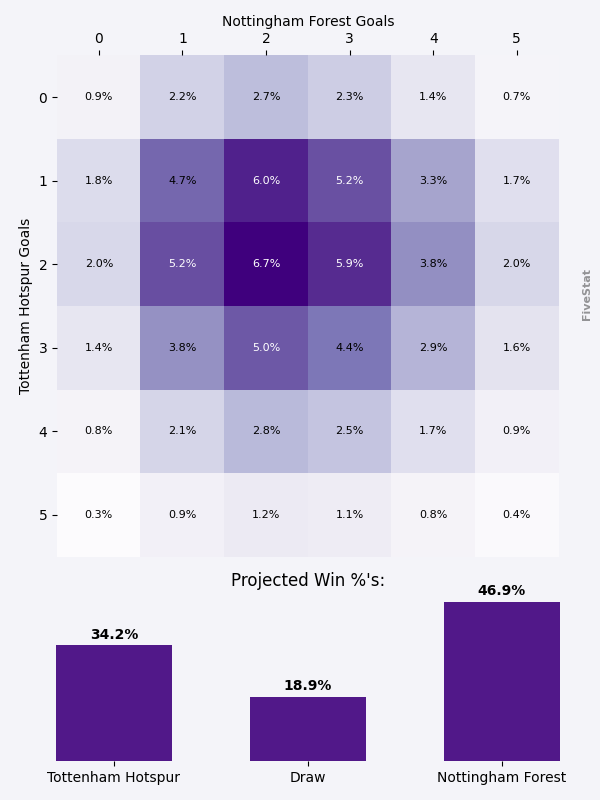 Nottingham Forest Goals
0 1 2 3 4 5
0 0.9% 2.2% 2.7% 2.3% 1.4% 0.7%
1 1.8% 4.7% 6.0% 5.2% 3.3% 1.7%
2 2.0% 5.2% 6.7% 5.9% 3.8% 2.0%
3 1.4% 3.8% 5.0% 4.4% 2.9% 1.6%
4 0.8% 2.1% 2.8% 2.5% 1.7% 0.9%
5 0.3% 0.9% 1.2% 1.1% 0.8% 0.4%
Tottenham Hotspur Goals
FiveStat
Projected Win %'s:
34.2% 18.9% 46.9%
Tottenham Hotspur Draw Nottingham Forest